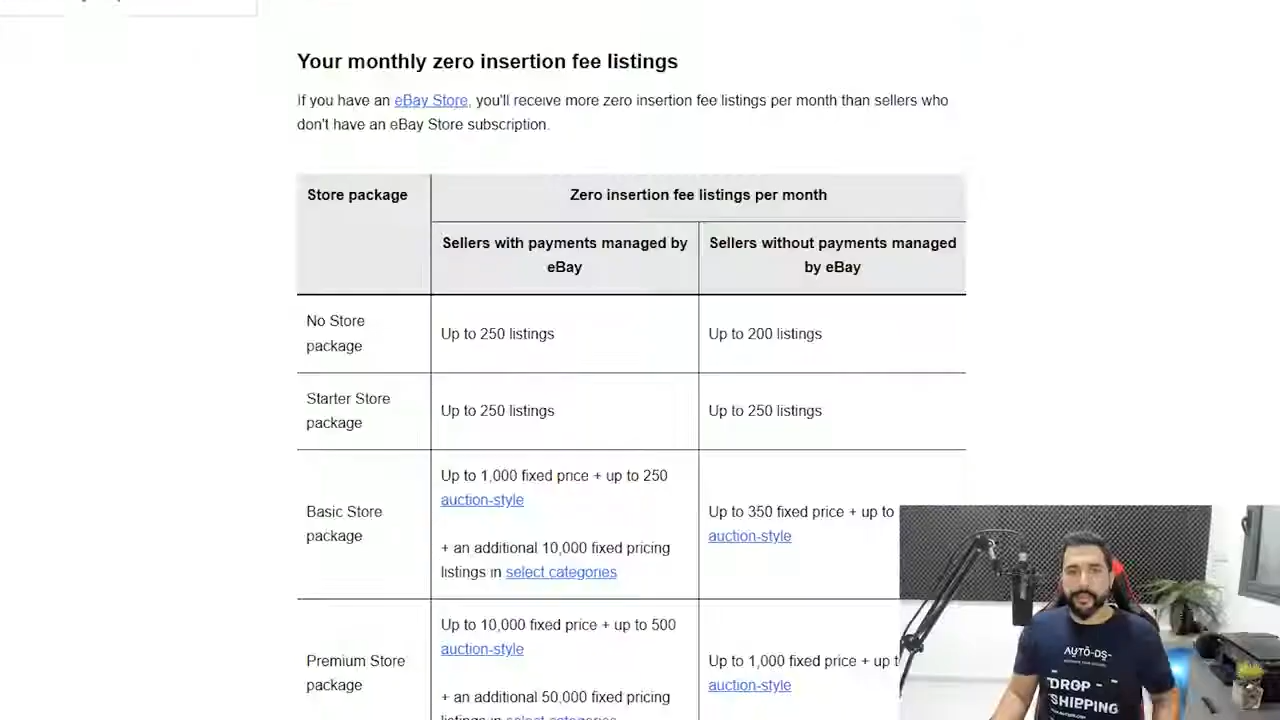 Your monthly zero insertion fee listings
If you have an eBay Store, you'll receive more zero insertion fee listings per month than sellers who
don't have an eBay Store subscription.
Store package
Zero insertion fee listings per month
Sellers with payments managed by
eBay
Sellers without payments managed
by eBay
No Store
package
Up to 250 listings
Up to 200 listings
Starter Store
package
Up to 250 listings
Up to 250 listings
Basic Store
package
Up to 1,000 fixed price + up to 250
auction-style
+ an additional 10,000 fixed pricing
listings in select categories
Up to 350 fixed price + up to
auction-style
Premium Store
package
Up to 10,000 fixed price + up to 500
auction-style
+ an additional 50,000 fixed pricing
listings in select categories
Up to 1,000 fixed price + up
auction-style
AUTO-DS
DROP
SHIPPING